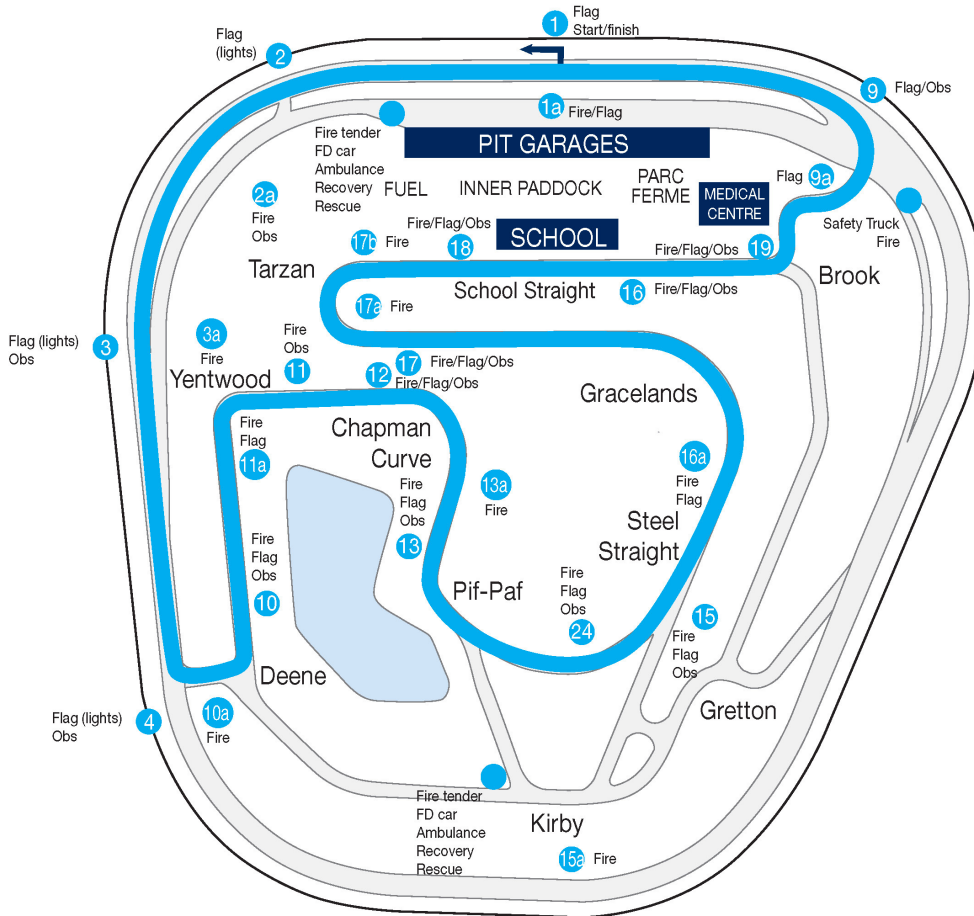 1
Flag
Start/finish
Flag
(lights)
2
9
Flag/Obs
1a
Fire/Flag
Fire tender
FD car
Ambulance
Recovery
Rescue
PIT GARAGES
FUEL
INNER PADDOCK
PARC
FERME
MEDICAL
CENTRE
Flag
9a
2a
Fire
Obs
17b
Fire
Fire/Flag/Obs
18
SCHOOL
Fire/Flag/Obs
19
Safety Truck
Fire
Tarzan
School Straight
16
Fire/Flag/Obs
Brook
17a
Fire
Flag (lights)
Obs
3
3a
Fire
Yentwood
Fire
Obs
11
17
Fire/Flag/Obs
12
Fire/Flag/Obs
Gracelands
Chapman
Curve
Fire
Flag
11a
16a
Fire
Flag
13a
Fire
Fire
Flag
Obs
13
Steel
Straight
Fire
Flag
Obs
10
Pif-Paf
Fire
Flag
Obs
24
15
Fire
Flag
Obs
Deene
Gretton
Flag (lights)
Obs
4
10a
Fire
Fire tender
FD car
Ambulance
Recovery
Rescue
Kirby
15a
Fire